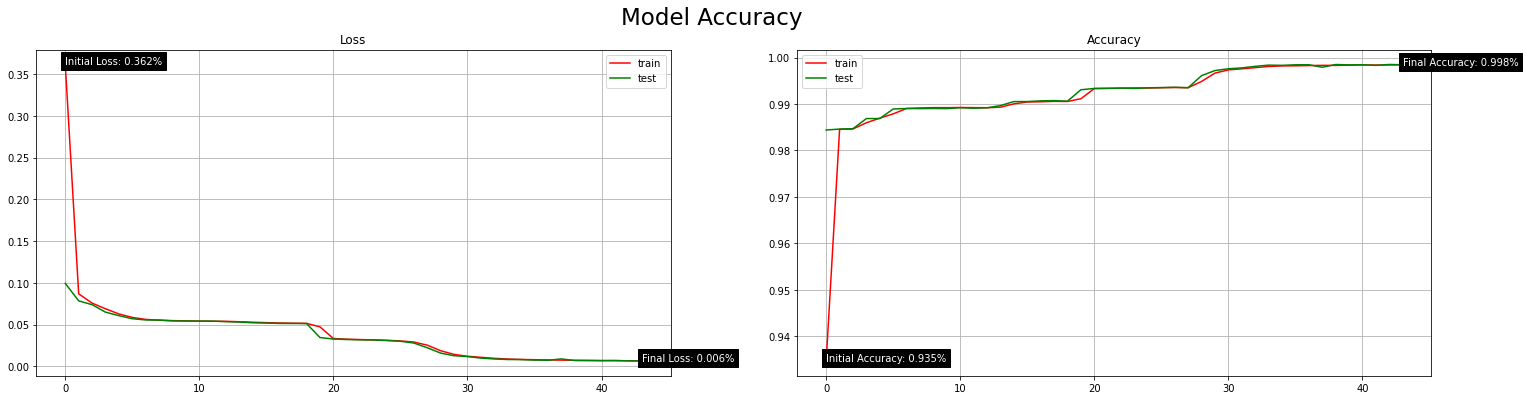 Model Accuracy
Loss
Initial Loss: 0.362%
train
test
0.35
0.30
0.25
0.20
0.15
0.10
0.05
0.00
Final Loss: 0.006%
0 10 20 30 40
Accuracy
train
test
Final Accuracy: 0.998%
1.00
0.99
0.98
0.97
0.96
0.95
0.94
Initial Accuracy: 0.935%
0 10 20 30 40